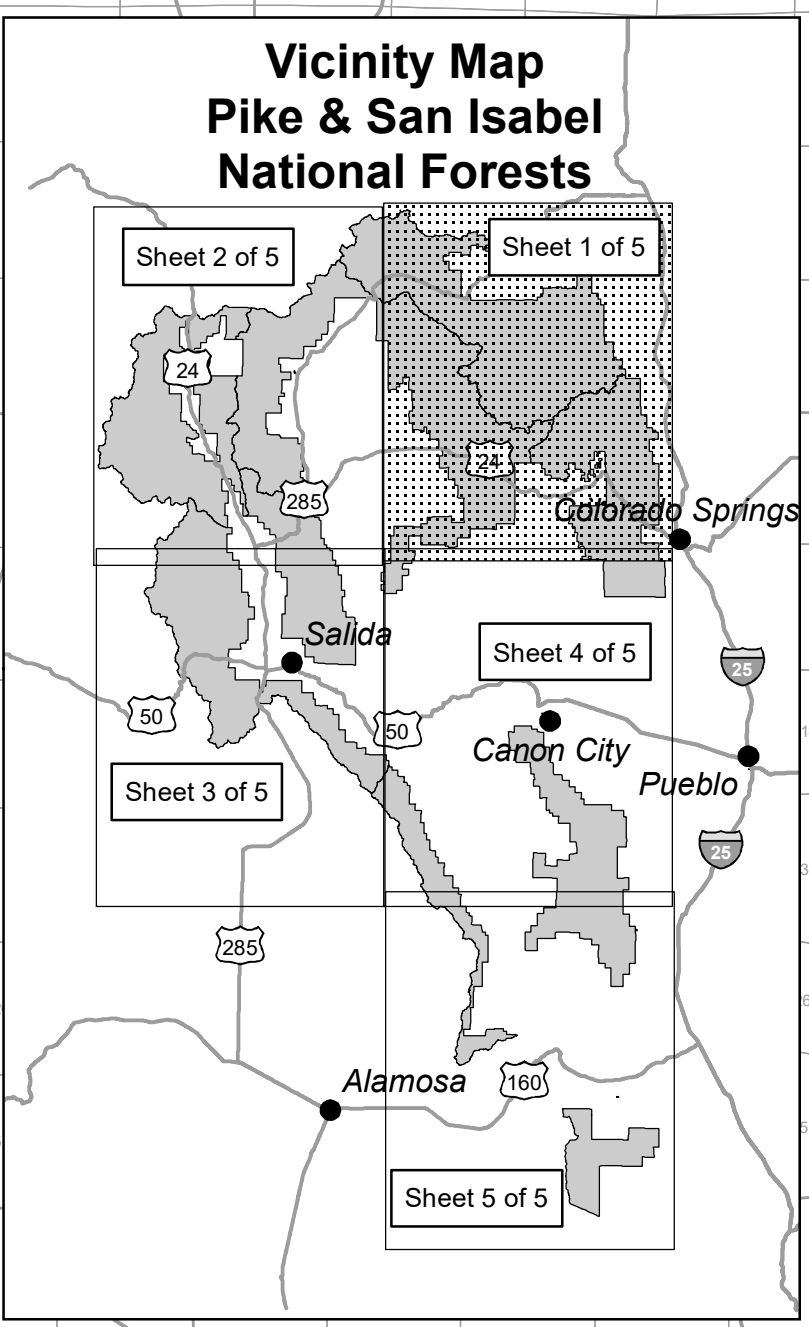 Vicinity Map
Pike & San Isabel
National Forests
Sheet 2 of 5
Sheet 1 of 5
24
24
285
Colorado Springs
Salida
Sheet 4 of 5
25
50
50
Canon City
Pueblo
Sheet 3 of 5
25
285
Alamosa
160
Sheet 5 of 5